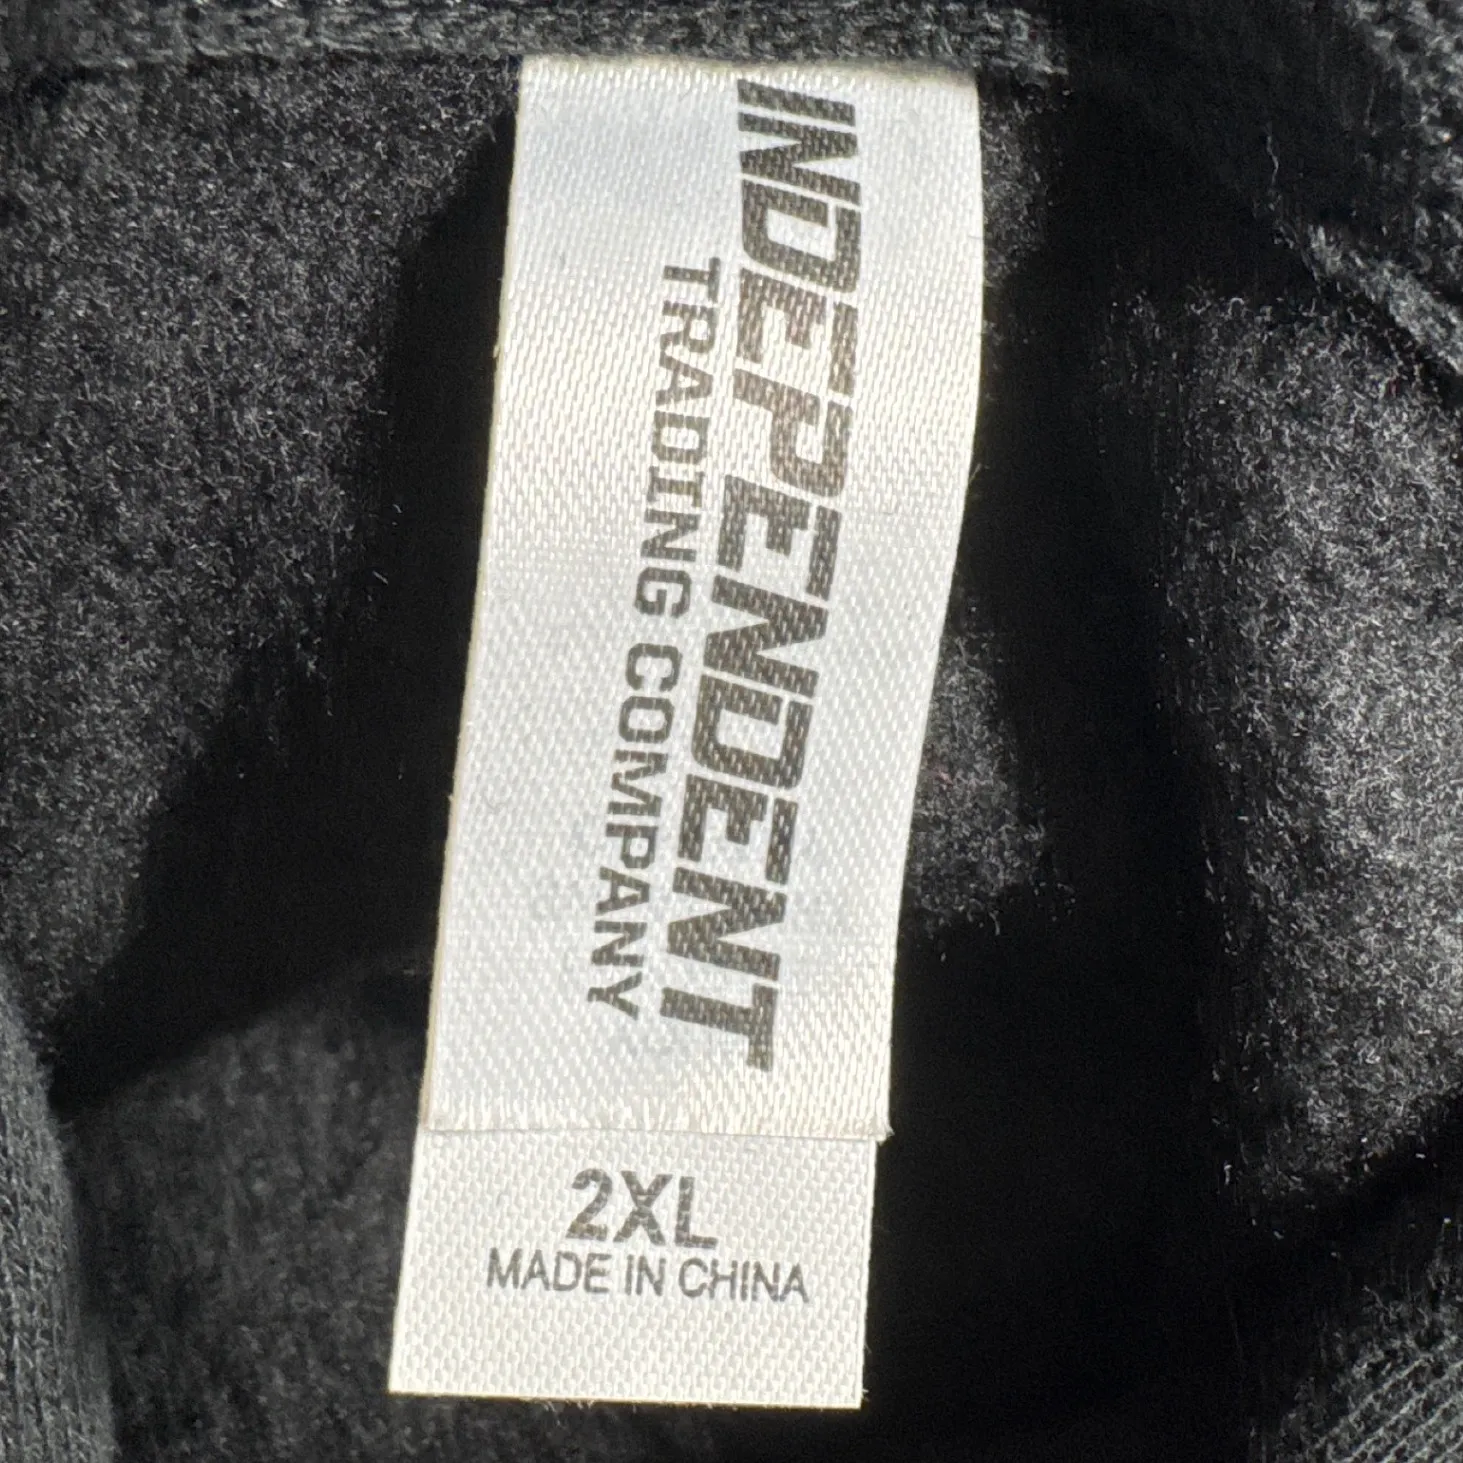 INDEPENDENT
TRADING COMPANY
2XL
MADE IN CHINA